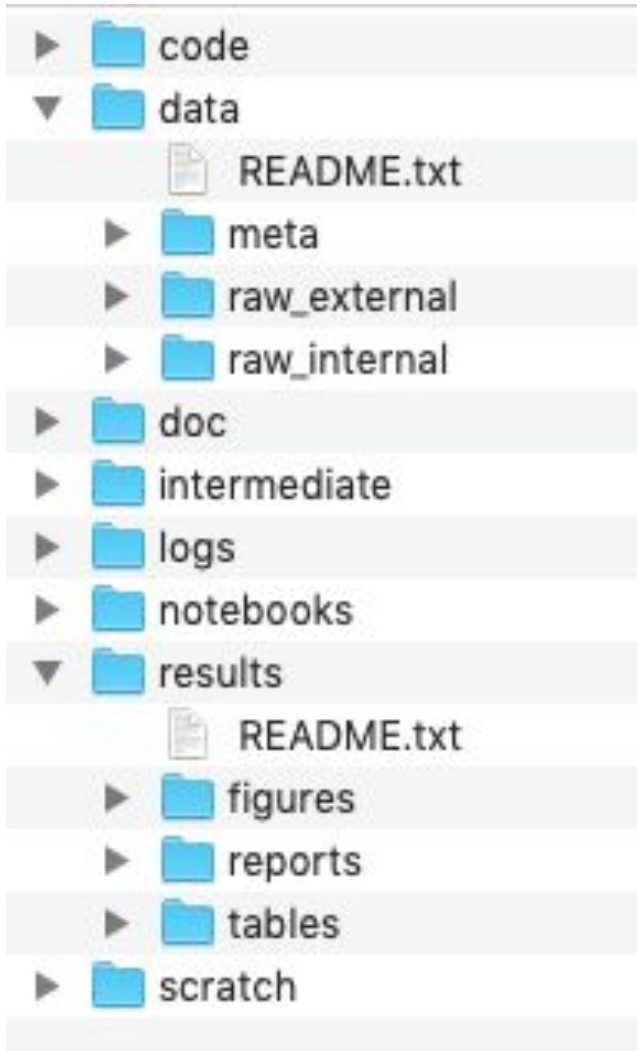 code
data
README.txt
meta
raw_external
raw_internal
doc
intermediate
logs
notebooks
results
README.txt
figures
reports
tables
scratch